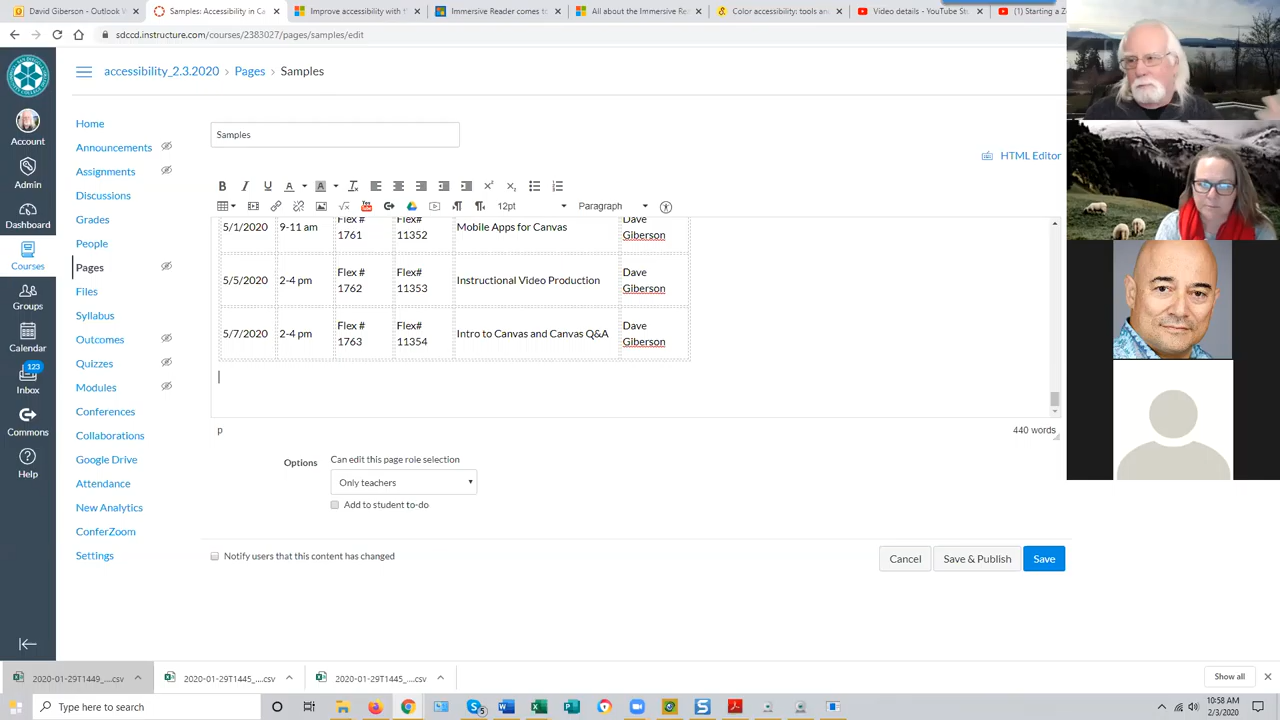 David Giberson - Outlook V
Samples: Accessibility in Ca
Improve accessibility with t
Immersive Reader comes to
All about the Immersive Re
Color accessibility: tools an
Video details - YouTube St
(1) Starting a Zo
sdccd.instructure.com/courses/2383027/pages/samples/edit
accessibility_2.3.2020 > Pages > Samples
Account
Admin
Dashboard
Courses
Groups
Calendar
123
Inbox
Commons
Help
Home
Announcements
Assignments
Discussions
Grades
People
Pages
Files
Syllabus
Outcomes
Quizzes
Modules
Conferences
Collaborations
Google Drive
Attendance
New Analytics
ConferZoom
Settings
Samples
HTML Editor
12pt
Paragraph
5/1/2020 9-11 am Flex # 1761 Flex# 11352 Mobile Apps for Canvas Dave Giberson
5/5/2020 2-4 pm Flex # 1762 Flex# 11353 Instructional Video Production Dave Giberson
5/7/2020 2-4 pm Flex # 1763 Flex# 11354 Intro to Canvas and Canvas Q&A Dave Giberson
p
440 words
Options
Can edit this page role selection
Only teachers
Add to student to-do
Notify users that this content has changed
Cancel
Save & Publish
Save
2020-01-29T1449_....csv
2020-01-29T1445_....csv
2020-01-29T1445_....csv
Show all
Type here to search
10:58 AM
2/3/2020